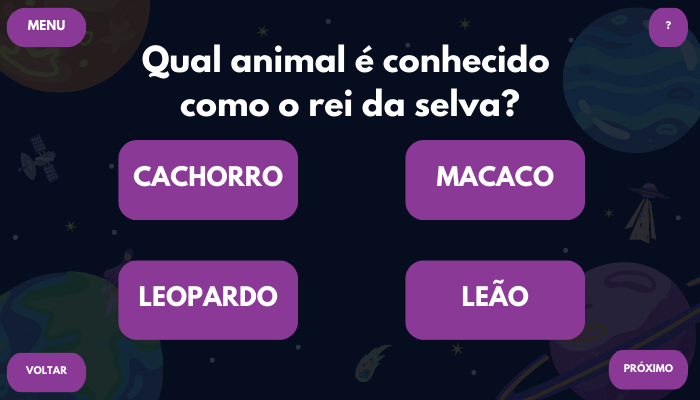 MENU
?
Qual animal é conhecido
como o rei da selva?
CACHORRO
MACACO
LEOPARDO
LEÃO
VOLTAR
PRÓXIMO